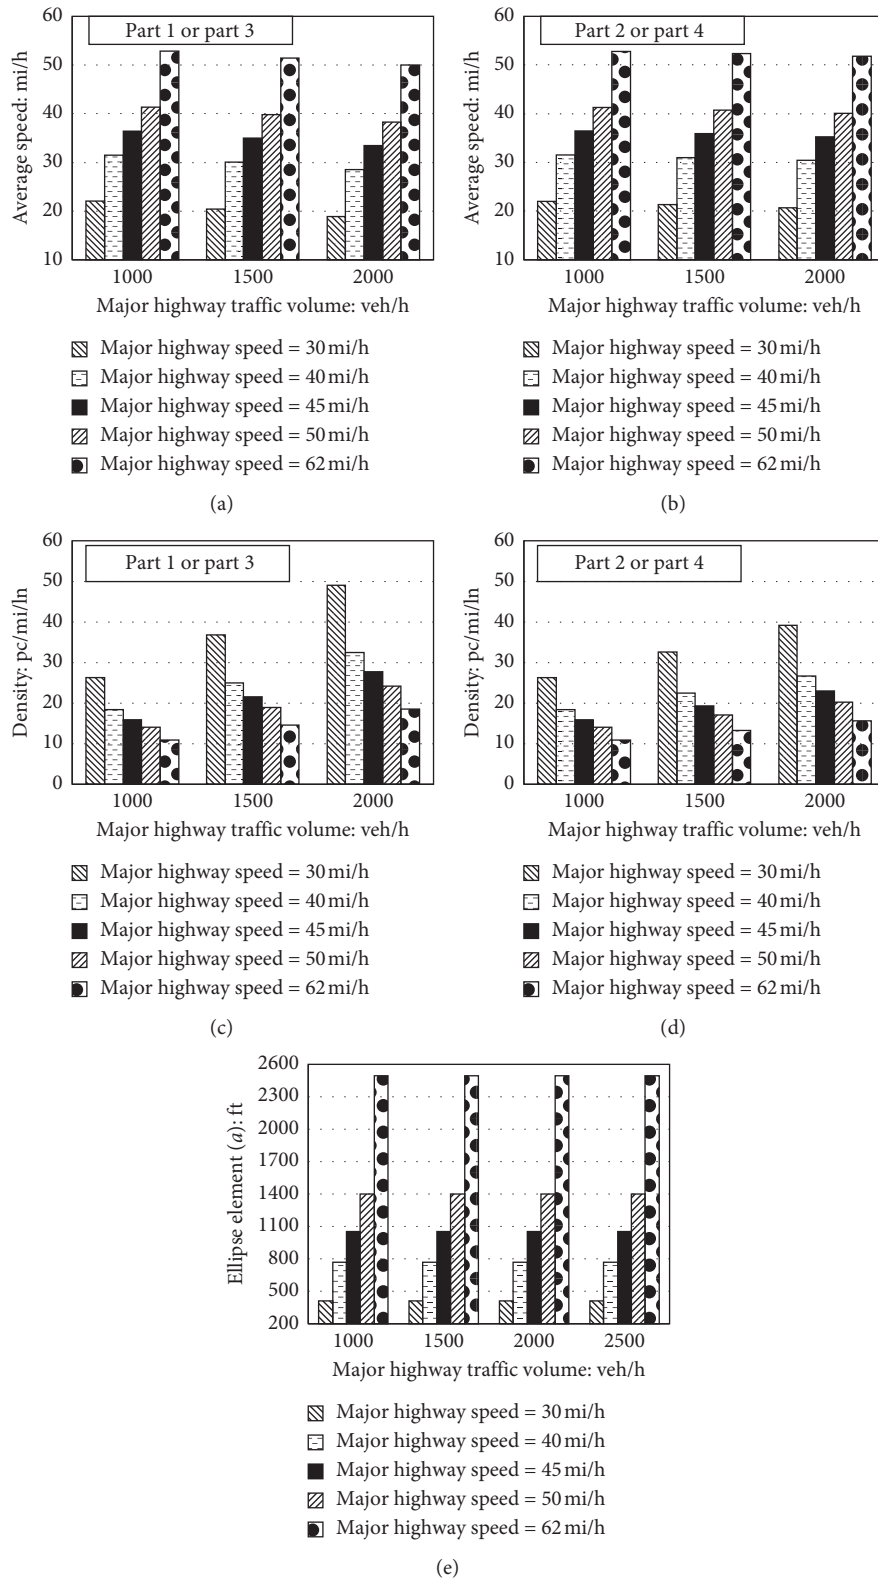 60
50
40
30
20
10
Average speed: mi/h
Part 1 or part 3
1000 1500 2000
Major highway traffic volume: veh/h
Major highway speed = 30 mi/h
Major highway speed = 40 mi/h
Major highway speed = 45 mi/h
Major highway speed = 50 mi/h
Major highway speed = 62 mi/h
(a)
60
50
40
30
20
10
Average speed: mi/h
Part 2 or part 4
1000 1500 2000
Major highway traffic volume: veh/h
Major highway speed = 30 mi/h
Major highway speed = 40 mi/h
Major highway speed = 45 mi/h
Major highway speed = 50 mi/h
Major highway speed = 62 mi/h
(b)
60
50
40
30
20
10
0
Density: pc/mi/ln
Part 1 or part 3
1000 1500 2000
Major highway traffic volume: veh/h
Major highway speed = 30 mi/h
Major highway speed = 40 mi/h
Major highway speed = 45 mi/h
Major highway speed = 50 mi/h
Major highway speed = 62 mi/h
(c)
60
50
40
30
20
10
0
Density: pc/mi/ln
Part 2 or part 4
1000 1500 2000
Major highway traffic volume: veh/h
Major highway speed = 30 mi/h
Major highway speed = 40 mi/h
Major highway speed = 45 mi/h
Major highway speed = 50 mi/h
Major highway speed = 62 mi/h
(d)
2600
2300
2000
1700
1400
1100
800
500
200
Ellipse element (a): ft
1000 1500 2000 2500
Major highway traffic volume: veh/h
Major highway speed = 30 mi/h
Major highway speed = 40 mi/h
Major highway speed = 45 mi/h
Major highway speed = 50 mi/h
Major highway speed = 62 mi/h
(e)